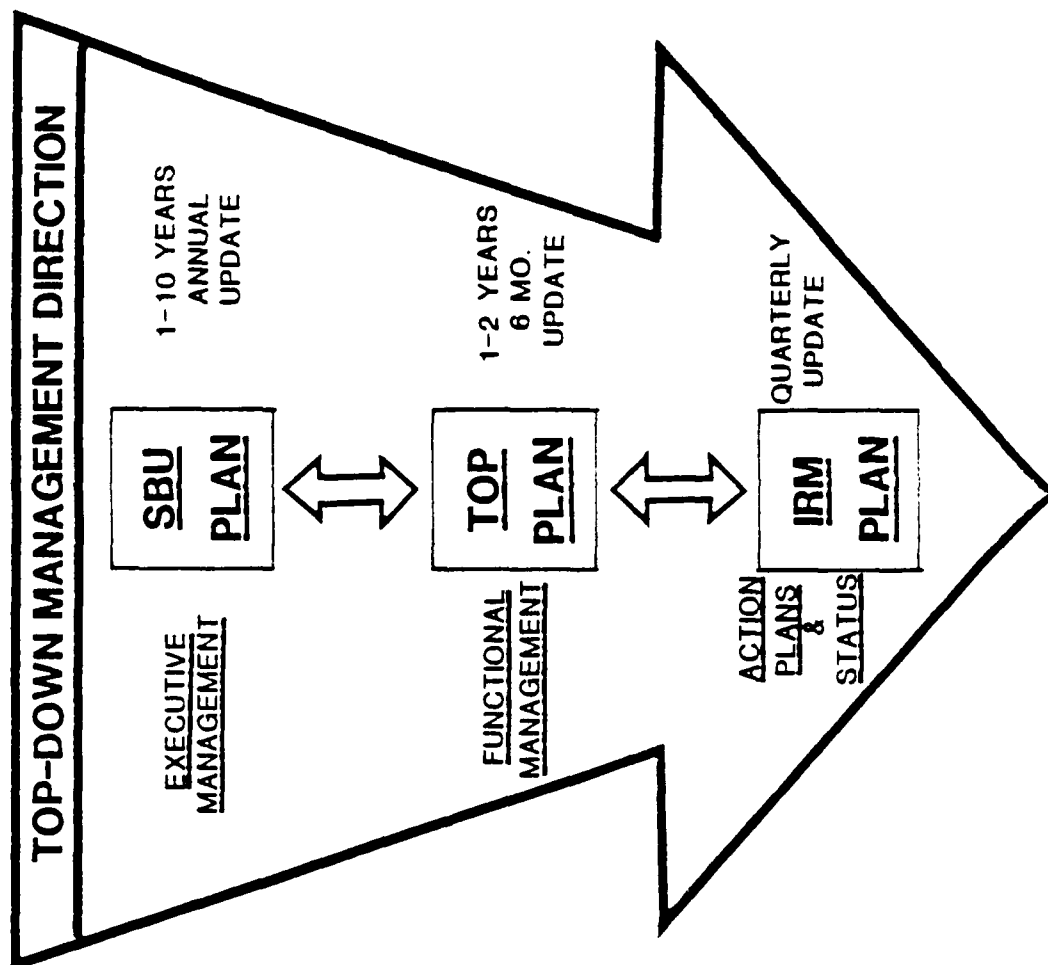 TOP-DOWN MANAGEMENT DIRECTION
EXECUTIVE
MANAGEMENT
SBU
PLAN
1-10 YEARS
ANNUAL
UPDATE
FUNCTIONAL
MANAGEMENT
TOP
PLAN
1-2 YEARS
6 MO.
UPDATE
ACTION
PLANS
&
STATUS
IRM
PLAN
QUARTERLY
UPDATE